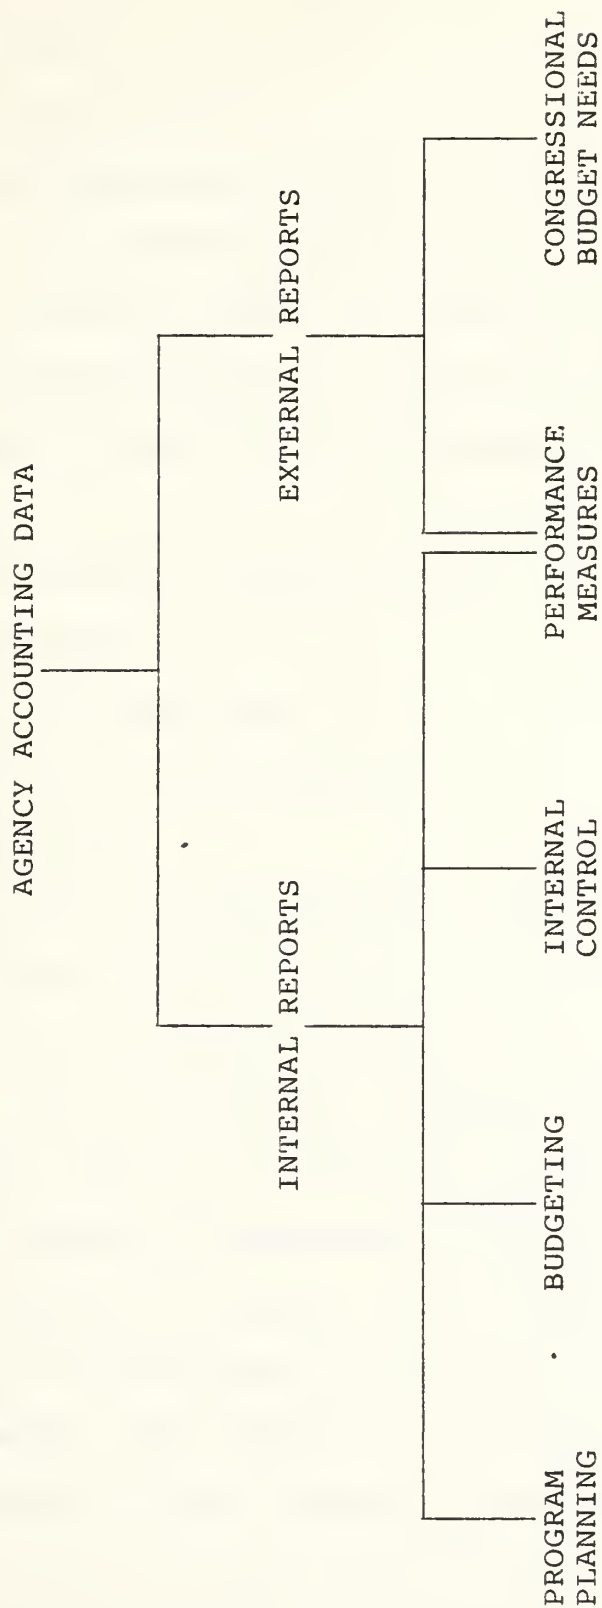 AGENCY ACCOUNTING DATA
INTERNAL REPORTS
EXTERNAL REPORTS
PROGRAM
PLANNING
BUDGETING
INTERNAL
CONTROL
PERFORMANCE
MEASURES
CONGRESSIONAL
BUDGET NEEDS